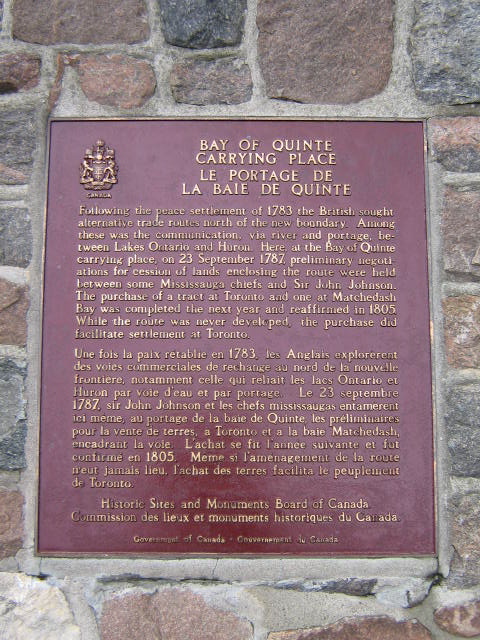 CANADA
BAY OF QUINTE
CARRYING PLACE
LE PORTAGE DE
LA BAIE DE QUINTE
Following the peace settlement of 1783 the British sought
alternative trade routes north of the new boundary. Among
these was the communication, via river and portage, be-
tween Lakes Ontario and Huron. Here, at the Bay of Quinte
carrying place, on 23 September 1787, preliminary negoti-
ations for cession of lands enclosing the route were held
between some Mississauga chiefs and Sir John Johnson.
The purchase of a tract at Toronto and one at Matchedash
Bay was completed the next year and reaffirmed in 1805.
While the route was never developed, the purchase did
facilitate settlement at Toronto.
Une fois la paix rétablie en 1783, les Anglais explorèrent
des voies commerciales de rechange au nord de la nouvelle
frontière, notamment celle qui reliait les lacs Ontario et
Huron par voie d'eau et par portage. Le 23 septembre
1787, sir John Johnson et les chefs mississaugas entamèrent
ici même, au portage de la baie de Quinte, les préliminaires
pour la vente de terres, à Toronto et à la baie Matchedash,
encadrant la voie. L'achat se fit l'année suivante et fut
confirmé en 1805. Même si l'aménagement de la route
n'eut jamais lieu, l'achat des terres facilita le peuplement
de Toronto.
Historic Sites and Monuments Board of Canada.
Commission des lieux et monuments historiques du Canada.
Government of Canada - Gouvernement du Canada